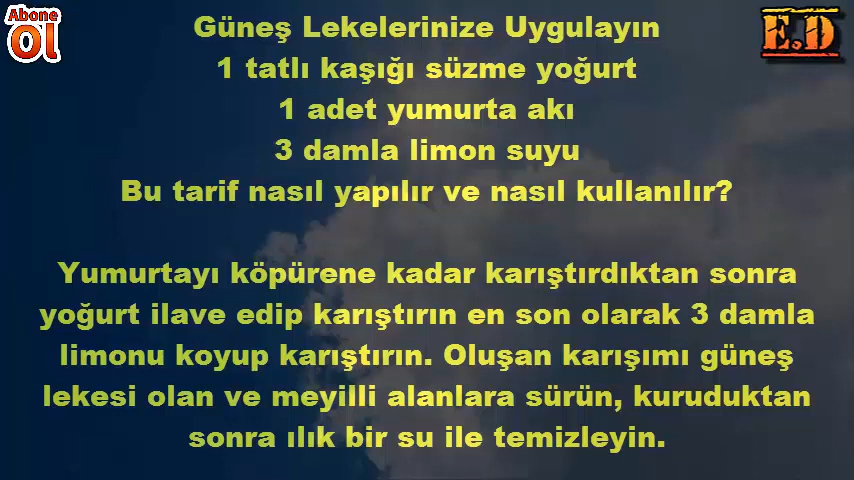 Abone
Ol
E.D
Güneş Lekelerinize Uygulayın
1 tatlı kaşığı süzme yoğurt
1 adet yumurta akı
3 damla limon suyu
Bu tarif nasıl yapılır ve nasıl kullanılır?
Yumurtayı köpürene kadar karıştırdıktan sonra
yoğurt ilave edip karıştırın en son olarak 3 damla
limonu koyup karıştırın. Oluşan karışımı güneş
lekesi olan ve meyilli alanlara sürün, kuruduktan
sonra ılık bir su ile temizleyin.